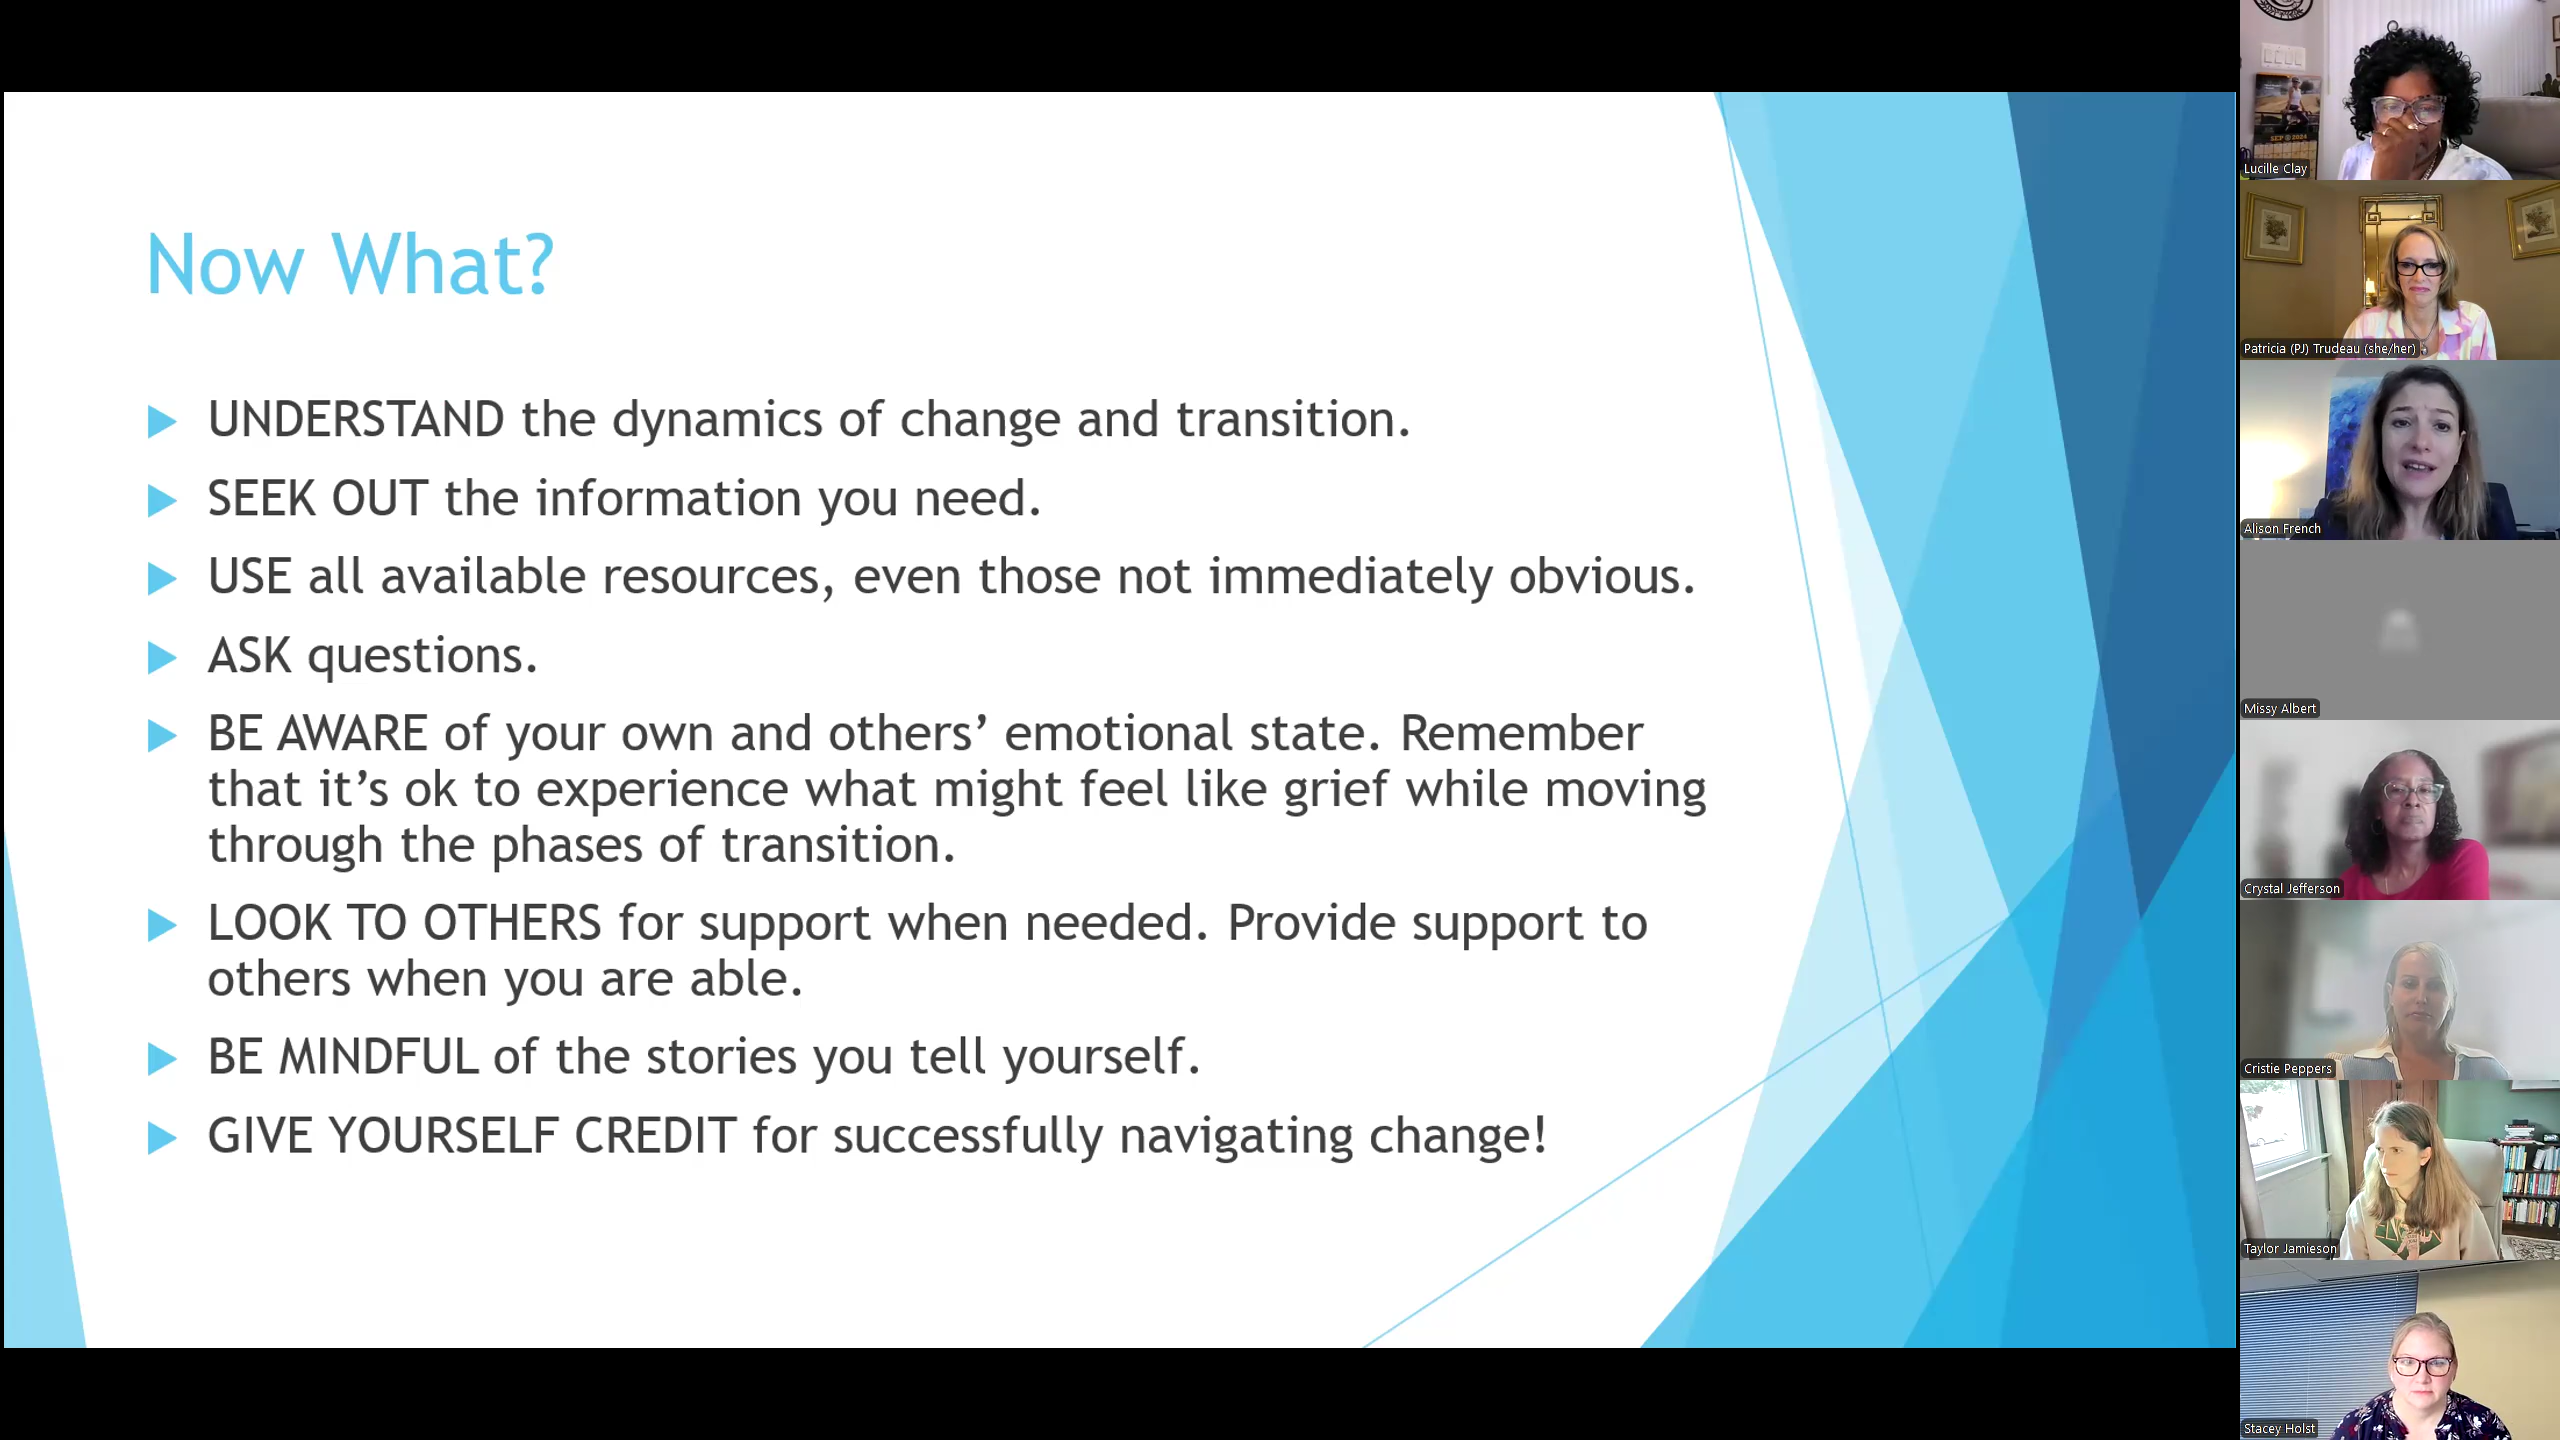 Now What?
UNDERSTAND the dynamics of change and transition.
SEEK OUT the information you need.
USE all available resources, even those not immediately obvious.
ASK questions.
BE AWARE of your own and others’ emotional state. Remember
that it’s ok to experience what might feel like grief while moving
through the phases of transition.
LOOK TO OTHERS for support when needed. Provide support to
others when you are able.
BE MINDFUL of the stories you tell yourself.
GIVE YOURSELF CREDIT for successfully navigating change!
SEP 2024
Lucille Clay
Patricia (PJ) Trudeau (she/her)
Alison French
Missy Albert
Crystal Jefferson
Cristie Peppers
Taylor Jamieson
Stacey Holst